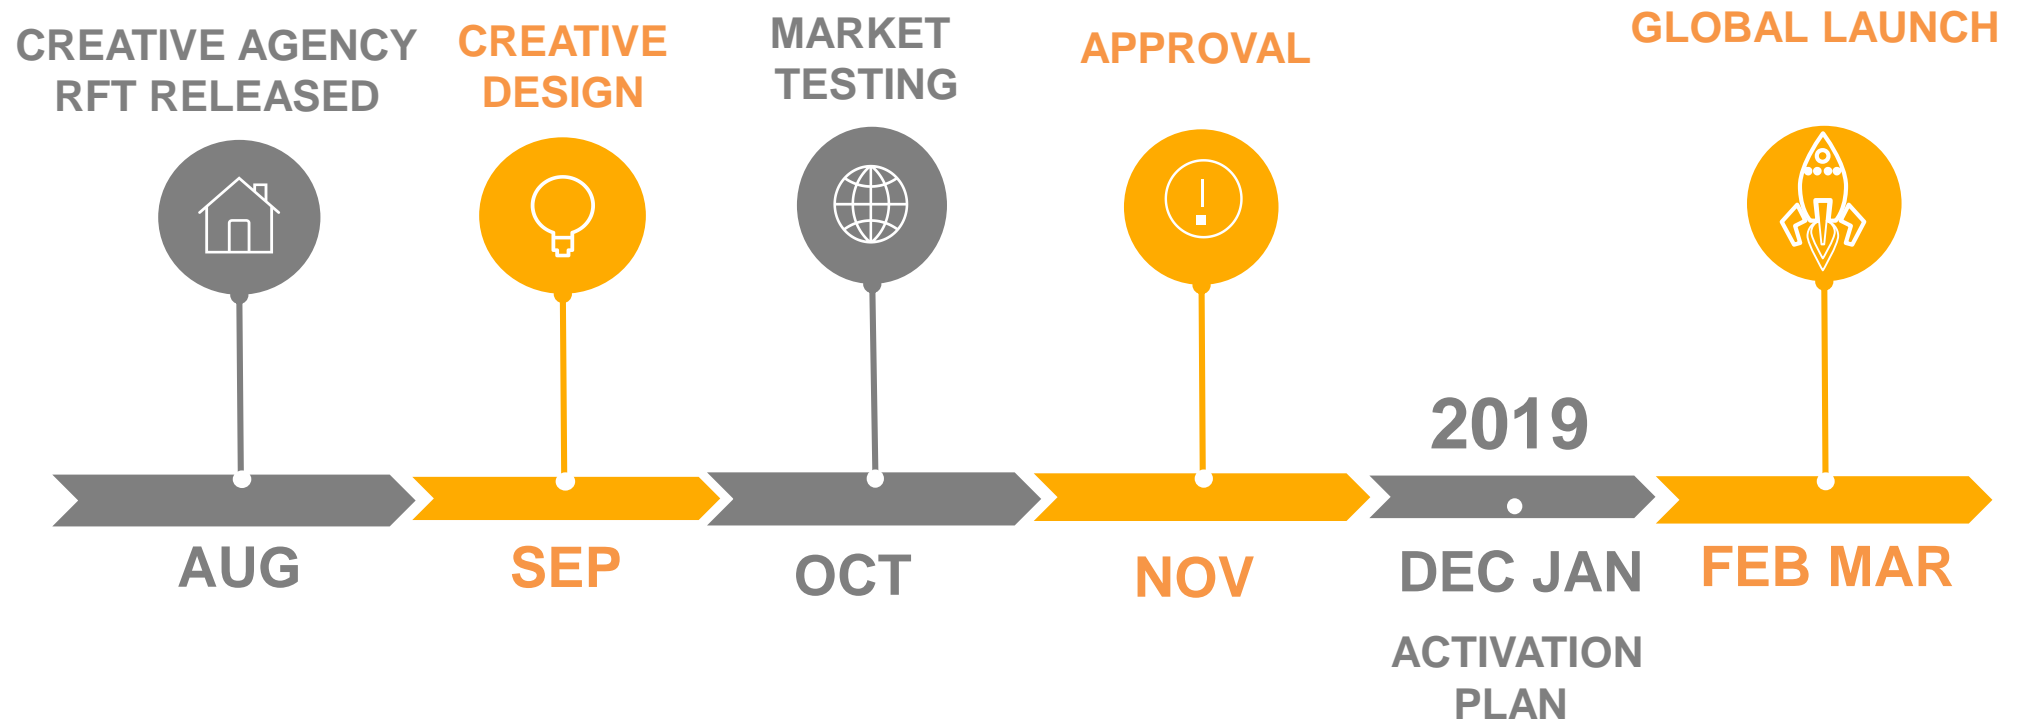 CREATIVE AGENCY
RFT RELEASED
CREATIVE
DESIGN
MARKET
TESTING
APPROVAL
GLOBAL LAUNCH
2019
AUG
SEP
OCT
NOV
DEC JAN
FEB MAR
ACTIVATION
PLAN